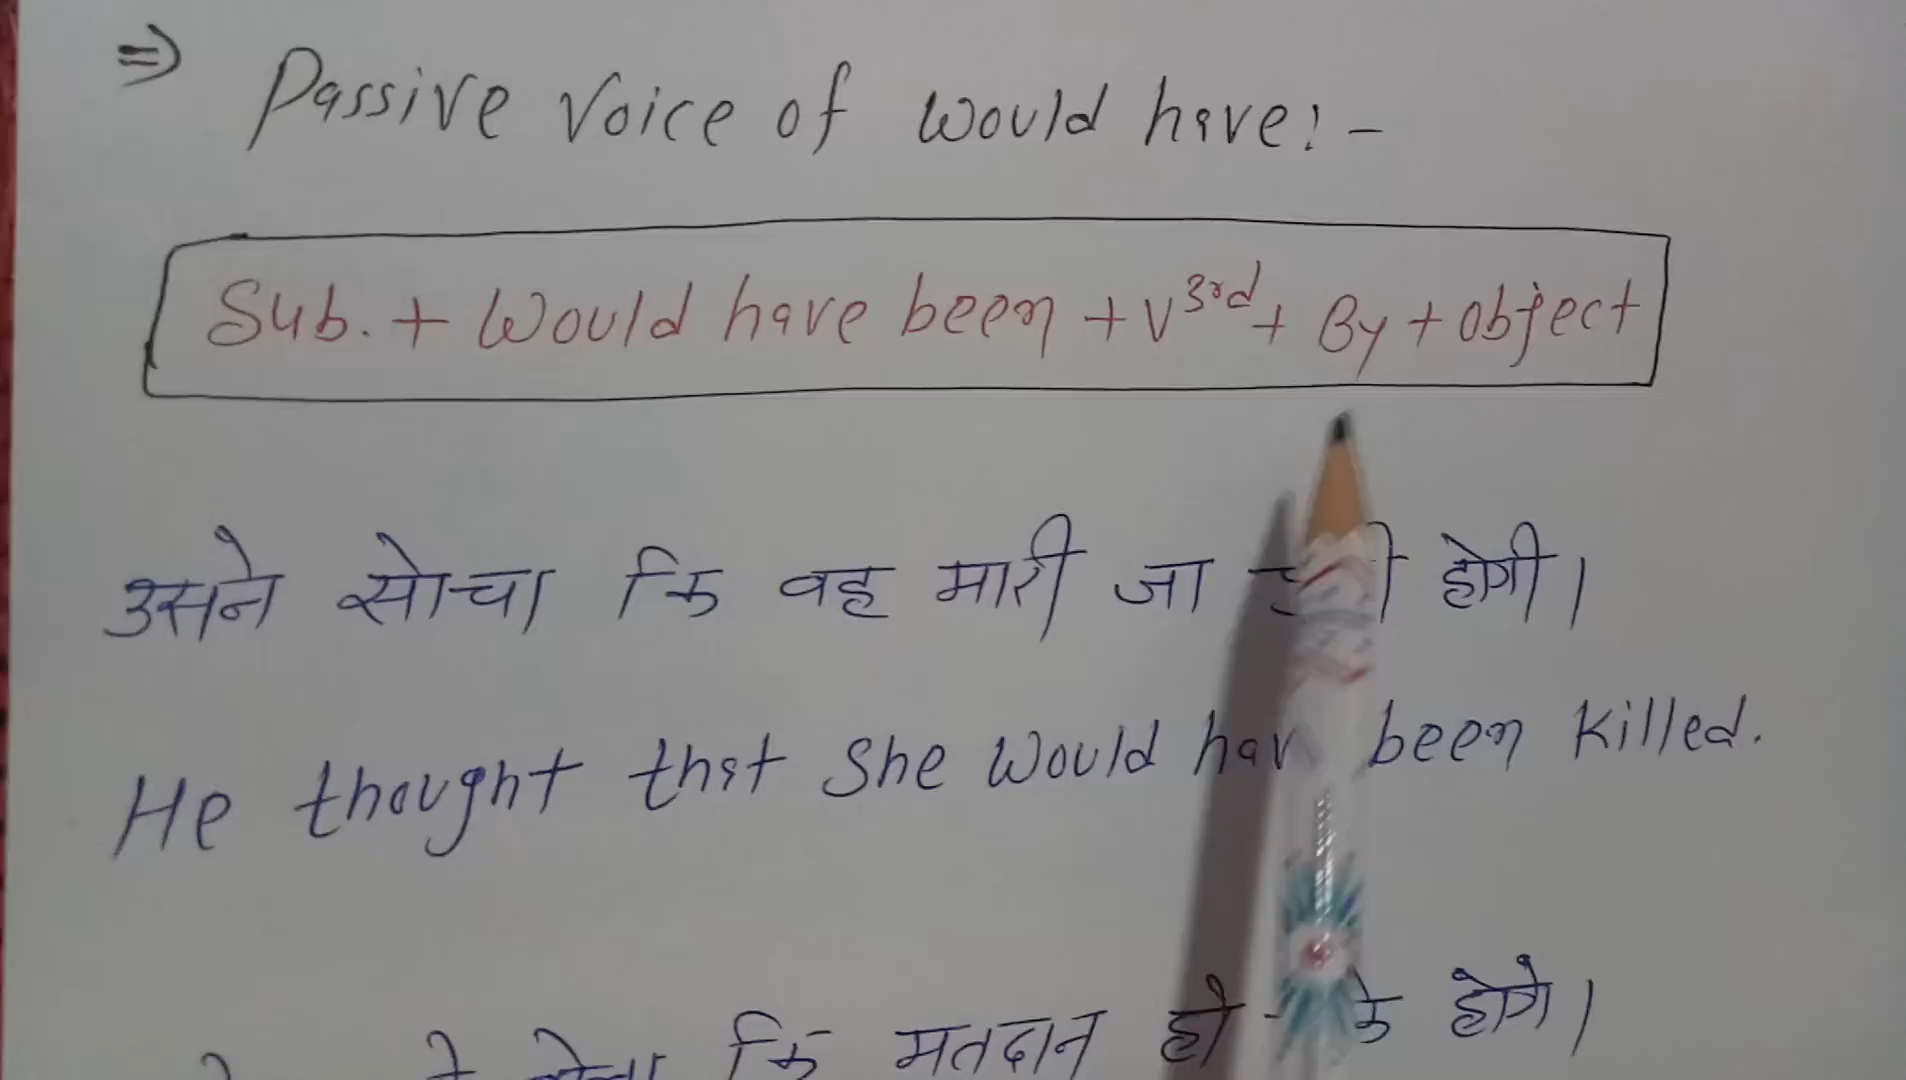 ⇒ Passive Voice of Would have:-
Sub. + Would have been + V3rd + By + Object
उसने सोचा कि वह मारी जा होगी।
He thought that She Would hav been killed.
कि मतदान हो होंगे।